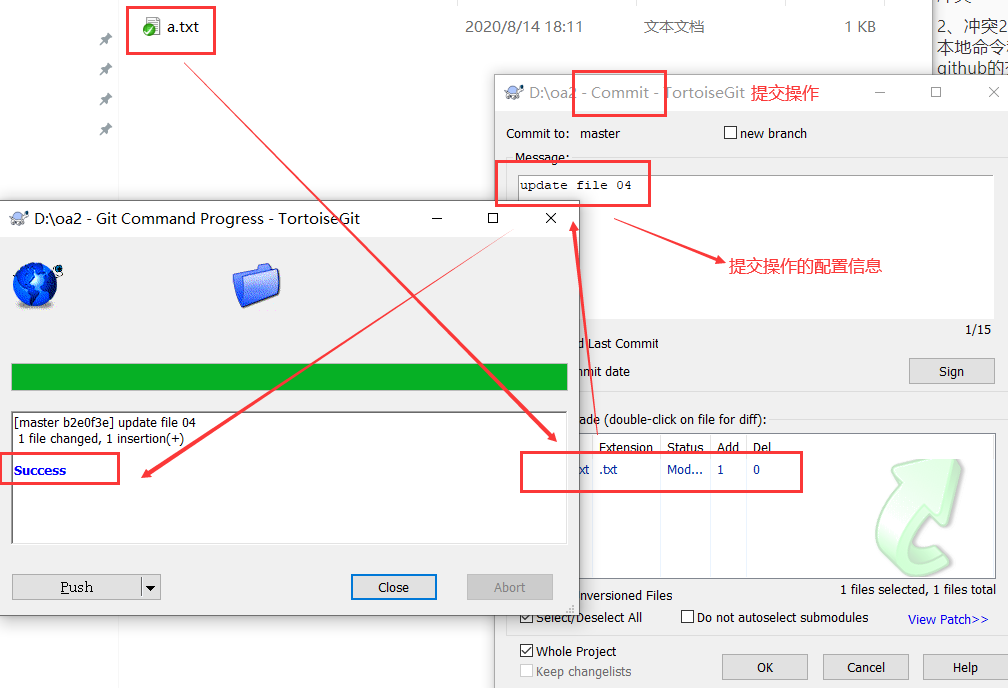 a.txt 2020/8/14 18:11 文本文档 1 KB
2、冲突2
github的
D:\oa2 - Commit - TortoiseGit 提交操作
Commit to: master new branch
Message:
update file 04
D:\oa2 - Git Command Progress - TortoiseGit
提交操作的配置信息
1/15
d Last Commit
mit date
Sign
ade (double-click on file for diff):
[master b2e0f3e] update file 04
1 file changed, 1 insertion(+)
Success
Extension Status Add Del
xt .txt Mod... 1 0
Push Close Abort
1 files selected, 1 files total
nversioned Files
Select/Deselect All Do not autoselect submodules View Patch>>
Whole Project
Keep changelists
OK Cancel Help